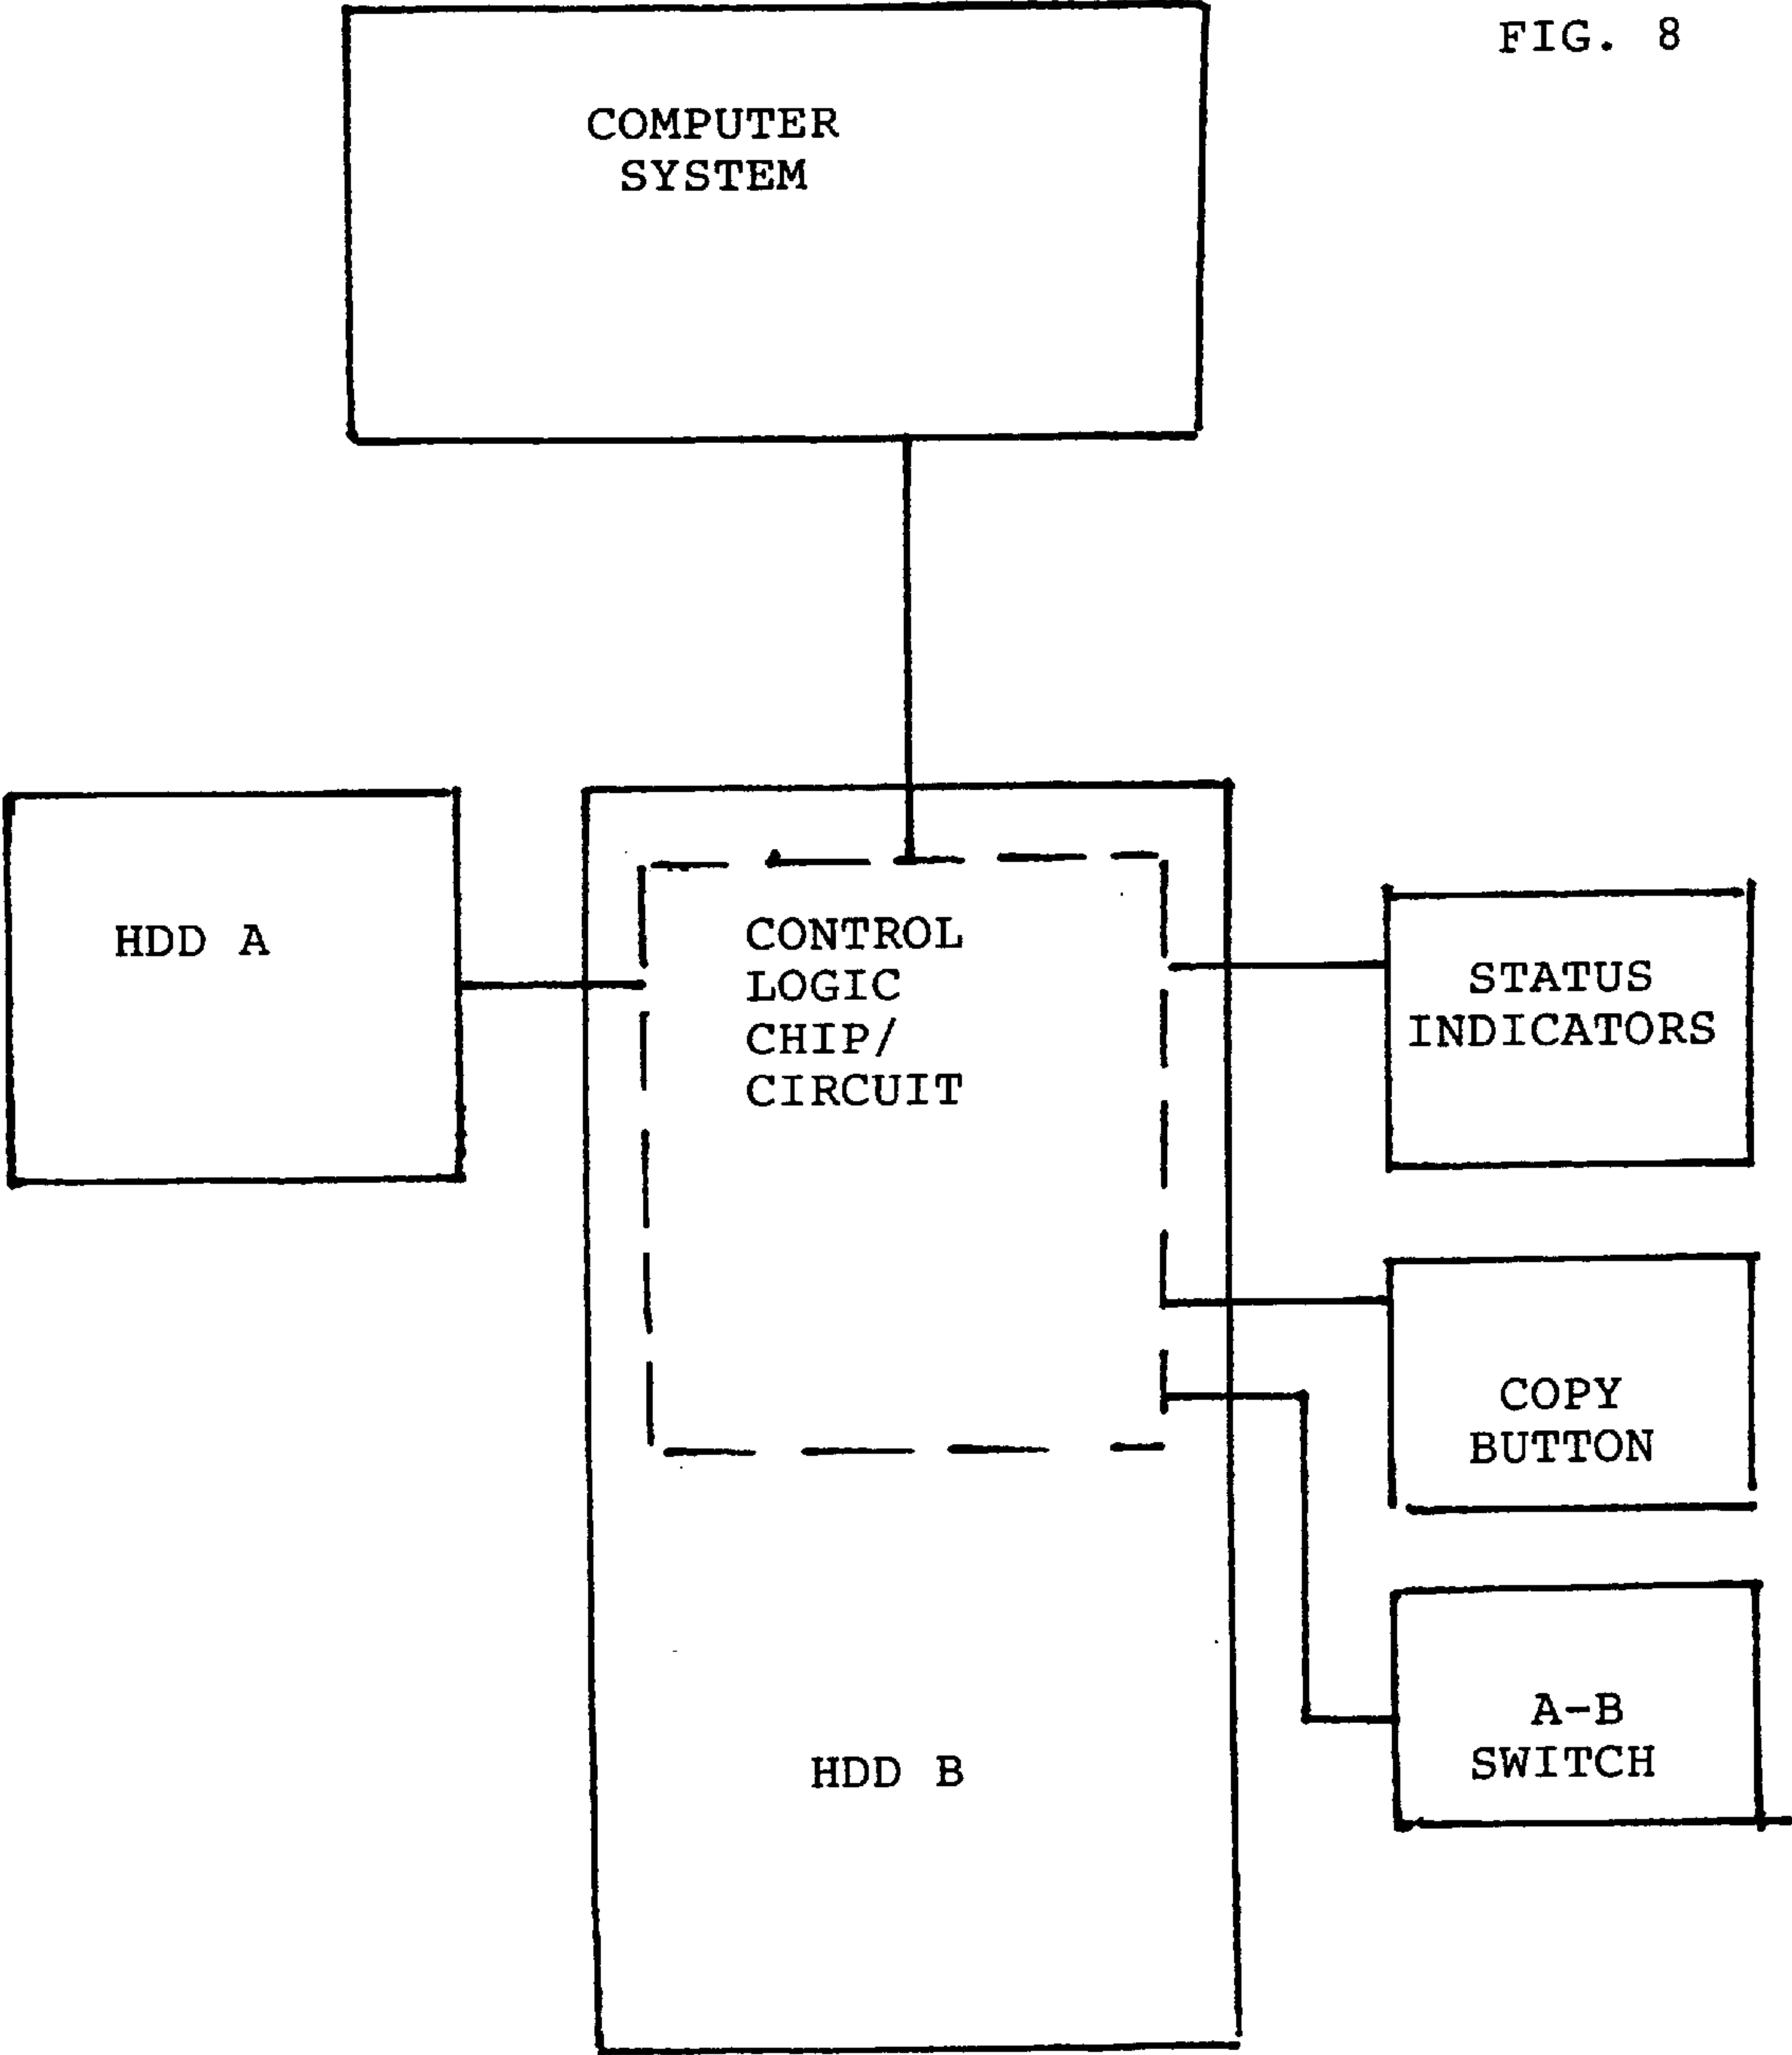 FIG. 8
COMPUTER
SYSTEM
HDD A
CONTROL
LOGIC
CHIP/
CIRCUIT
STATUS
INDICATORS
COPY
BUTTON
A-B
SWITCH
HDD B